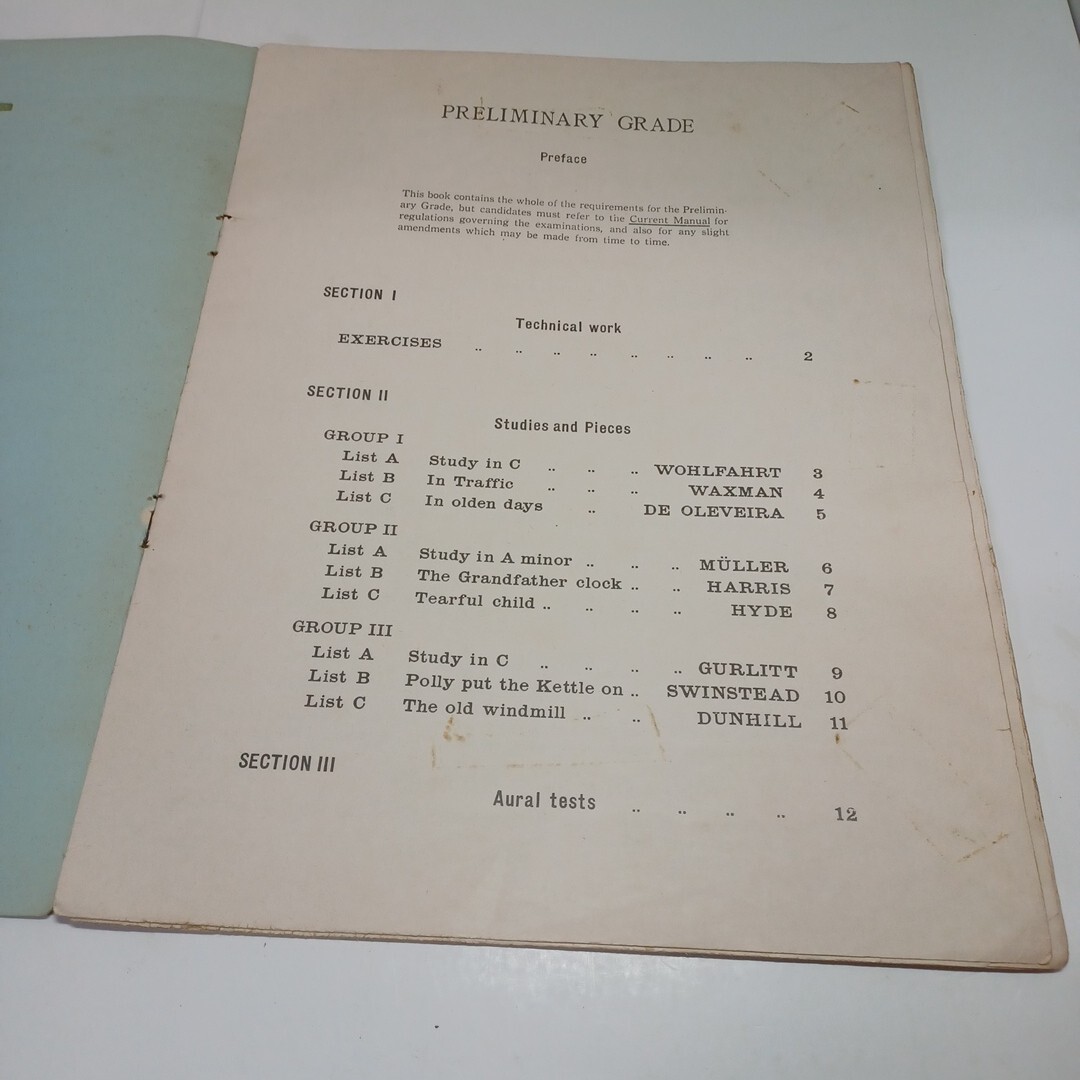 PRELIMINARY GRADE
Preface
This book contains the whole of the requirements for the Prelimin-
ary Grade, but candidates must refer to the Current Manual for
regulations governing the examinations, and also for any slight
amendments which may be made from time to time.
SECTION I
Technical work
EXERCISES .. .. .. .. .. .. .. .. 2
SECTION II
Studies and Pieces
GROUP I
List A Study in C .. .. .. WOHLFAHRT 3
List B In Traffic .. .. .. WAXMAN 4
List C In olden days .. DE OLEVEIRA 5
GROUP II
List A Study in A minor .. .. .. MÜLLER 6
List B The Grandfather clock .. .. HARRIS 7
List C Tearful child .. .. .. .. HYDE 8
GROUP III
List A Study in C .. .. .. .. GURLITT 9
List B Polly put the Kettle on .. SWINSTEAD 10
List C The old windmill .. .. DUNHILL 11
SECTION III
Aural tests .. .. .. .. 12